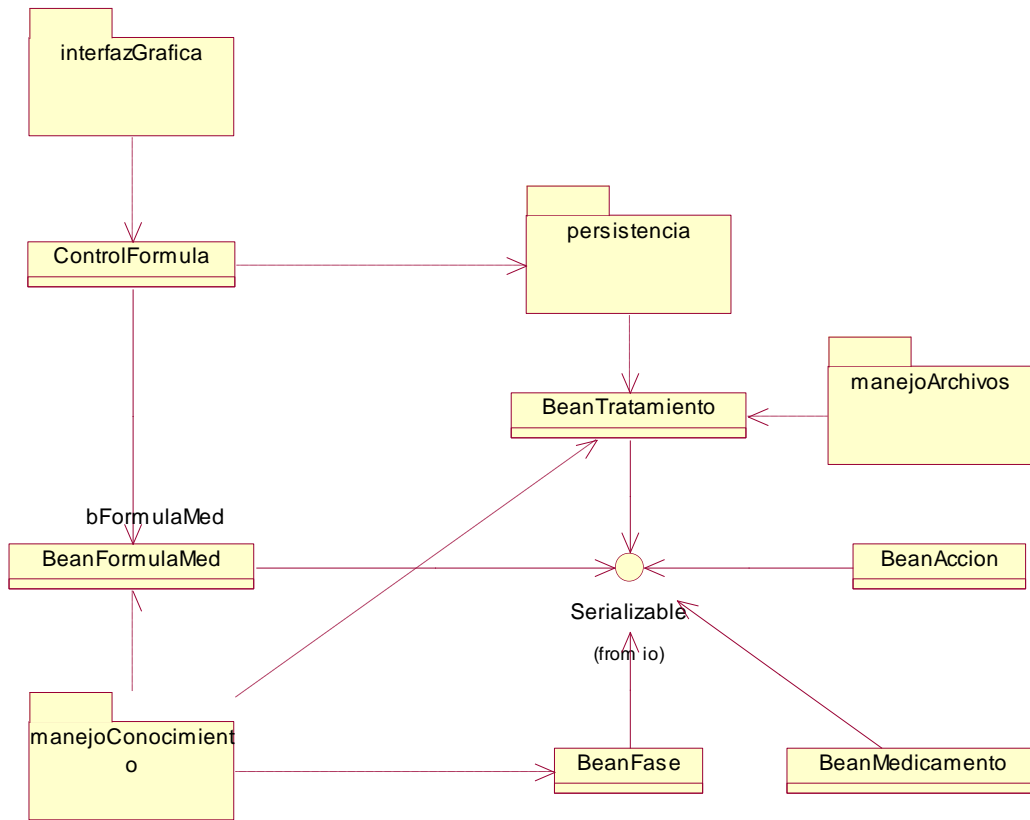 interfazGrafica
persistencia
ControlFormula
manejoArchivos
BeanTratamiento
bFormulaMed
BeanFormulaMed
BeanAccion
Serializable
(from io)
manejoConocimient
o
BeanFase
BeanMedicamento